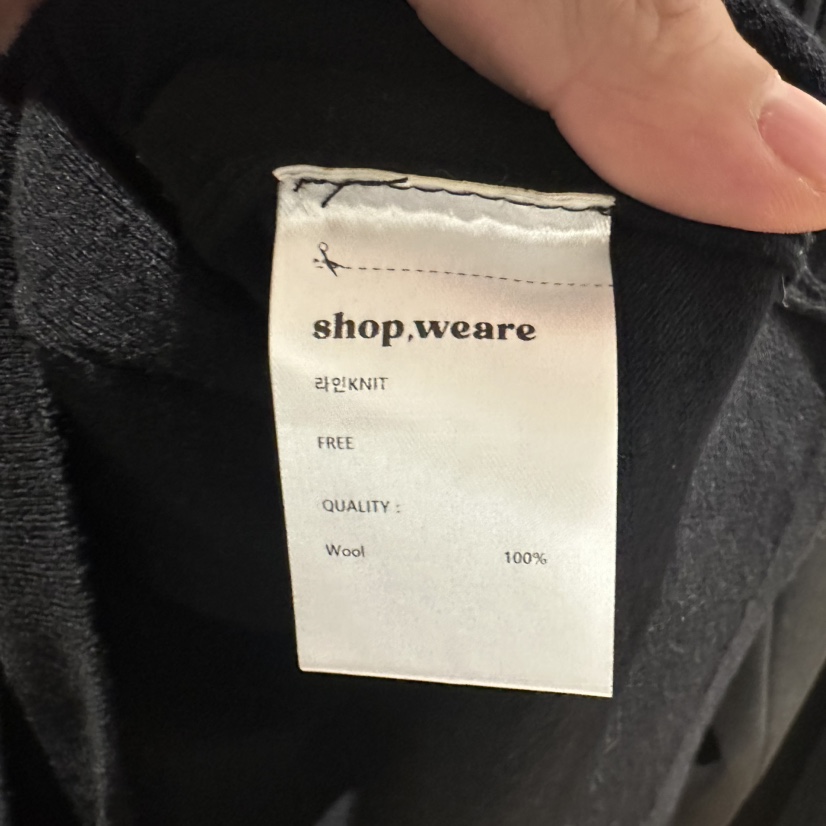 shop,weare
라인KNIT
FREE
QUALITY :
Wool 100%